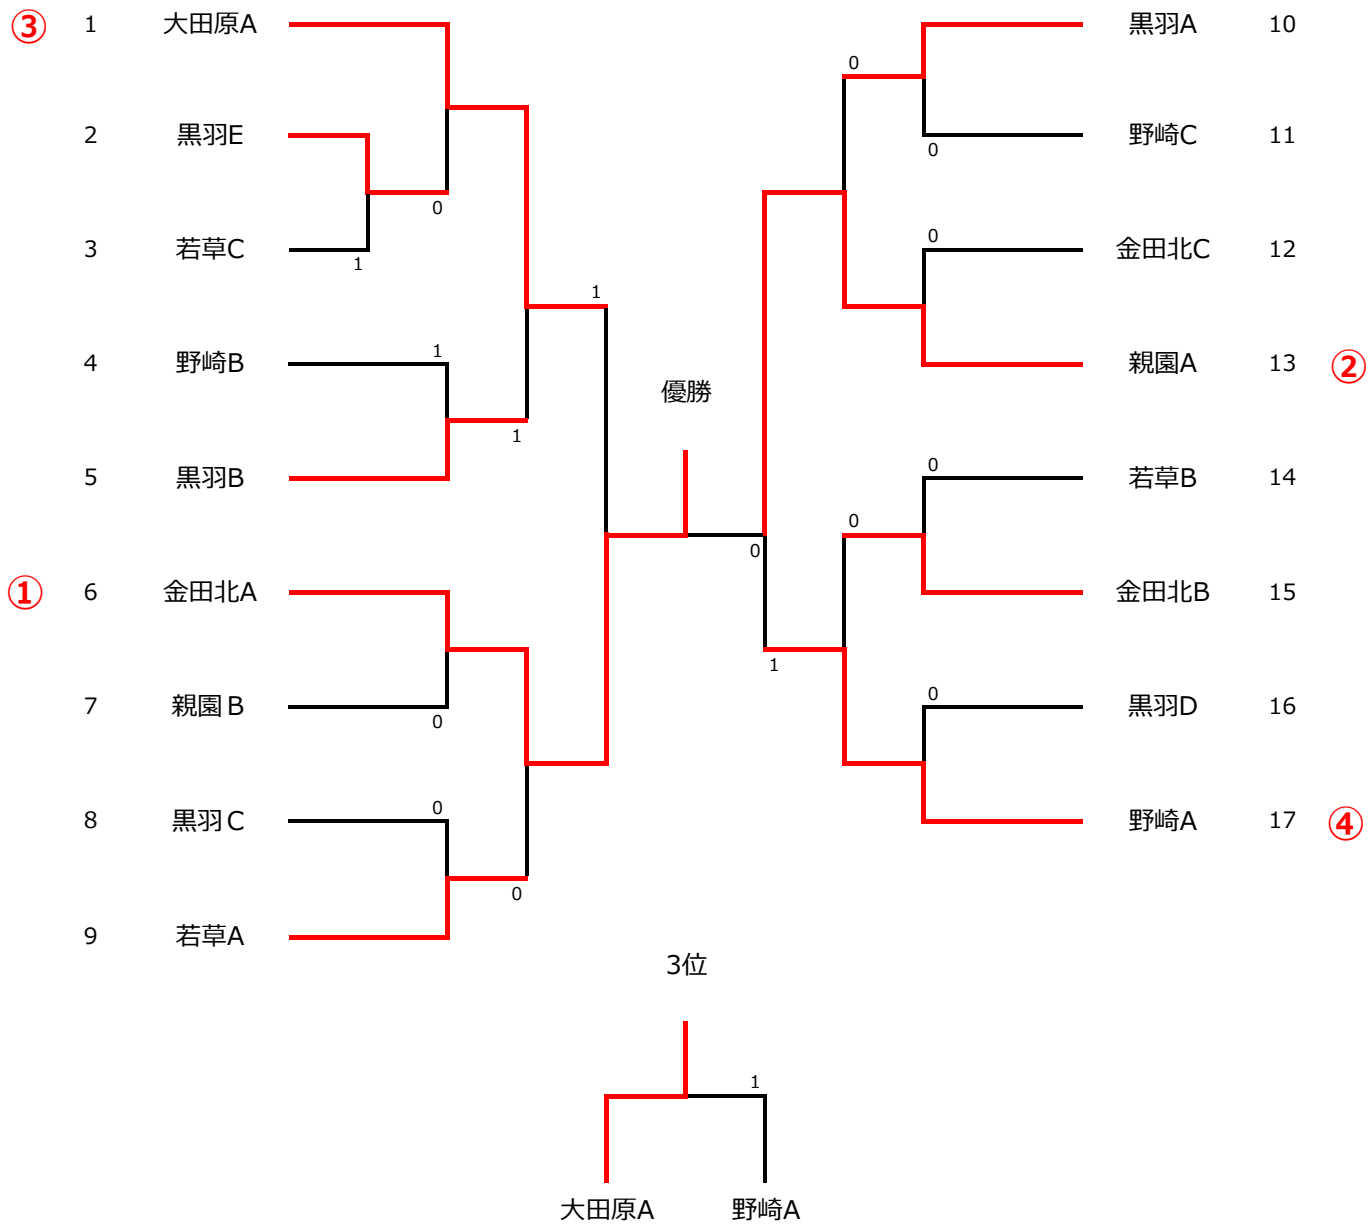 ③ 1 大田原A
2 黒羽E
0
3 若草C
1
1
4 野崎B
1
1
5 黒羽B
① 6 金田北A
7 親園B
0
8 黒羽C
0
0
9 若草A
優勝
0
黒羽A 10
0
野崎C 11
0
金田北C 12
0
親園A 13 ②
若草B 14
0
0
金田北B 15
1
黒羽D 16
0
野崎A 17 ④
3位
1
大田原A 野崎A